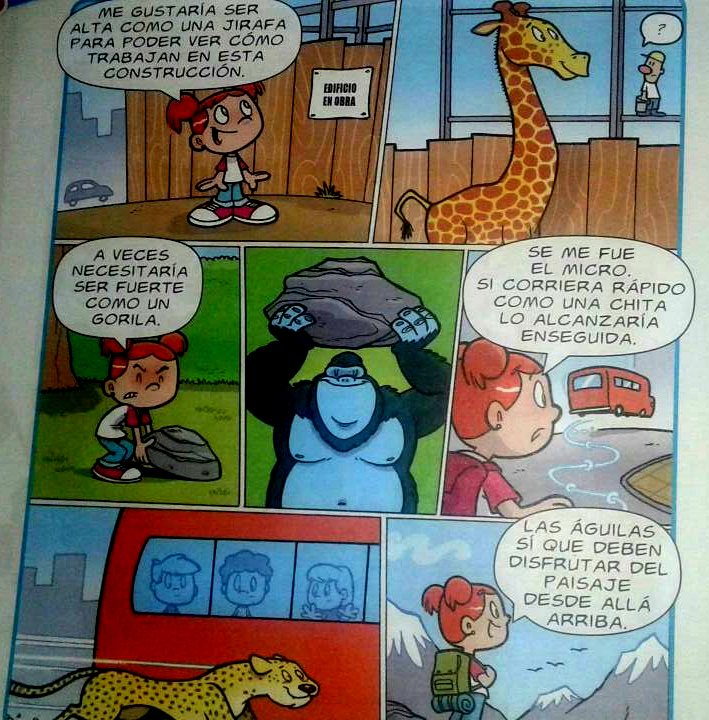 ME GUSTARÍA SER
ALTA COMO UNA JIRAFA
PARA PODER VER CÓMO
TRABAJAN EN ESTA
CONSTRUCCIÓN.
EDIFICIO
EN OBRA
?
A VECES
NECESITARÍA
SER FUERTE
COMO UN
GORILA.
SE ME FUE
EL MICRO.
SI CORRIERA RÁPIDO
COMO UNA CHITA
LO ALCANZARÍA
ENSEGUIDA.
LAS ÁGUILAS
SÍ QUE DEBEN
DISFRUTAR DEL
PAISAJE
DESDE ALLÁ
ARRIBA.